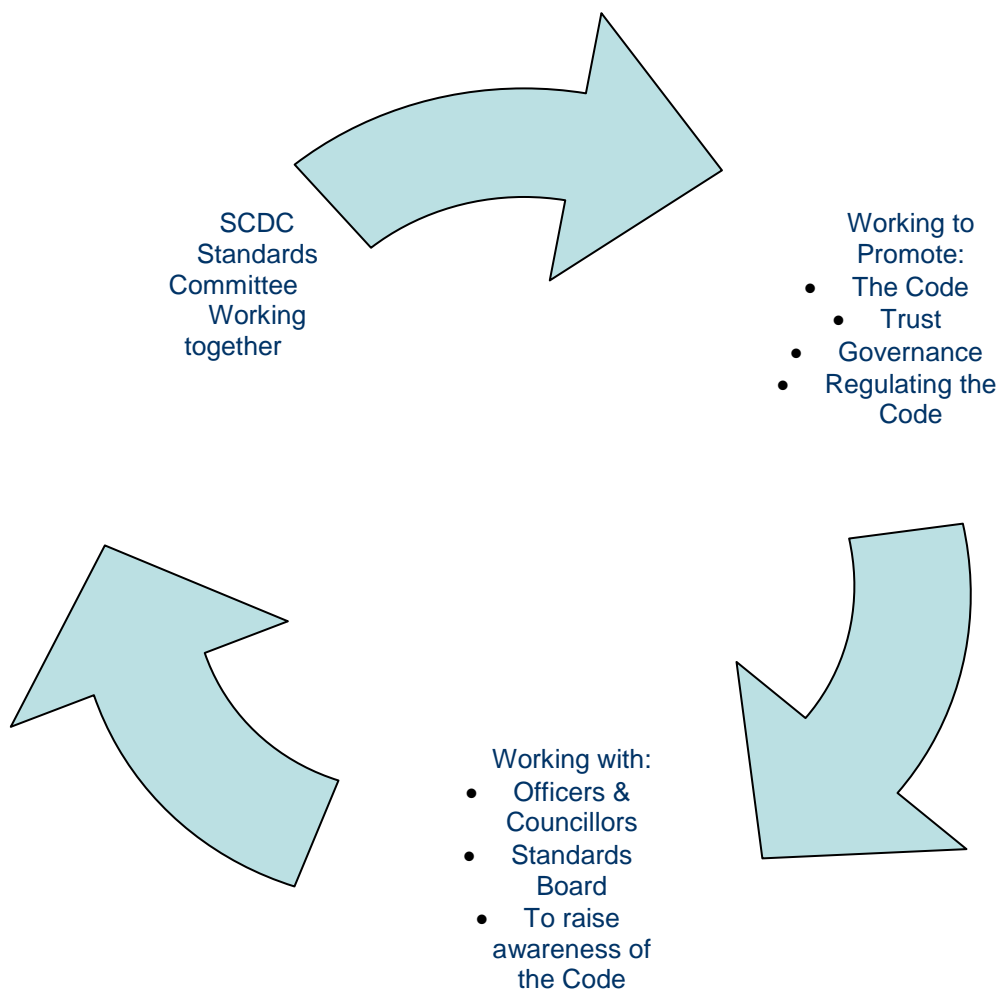 SCDC
Standards
Committee
Working
together
Working to
Promote:
• The Code
• Trust
• Governance
• Regulating the
Code
Working with:
• Officers &
Councillors
• Standards
Board
• To raise
awareness of
the Code